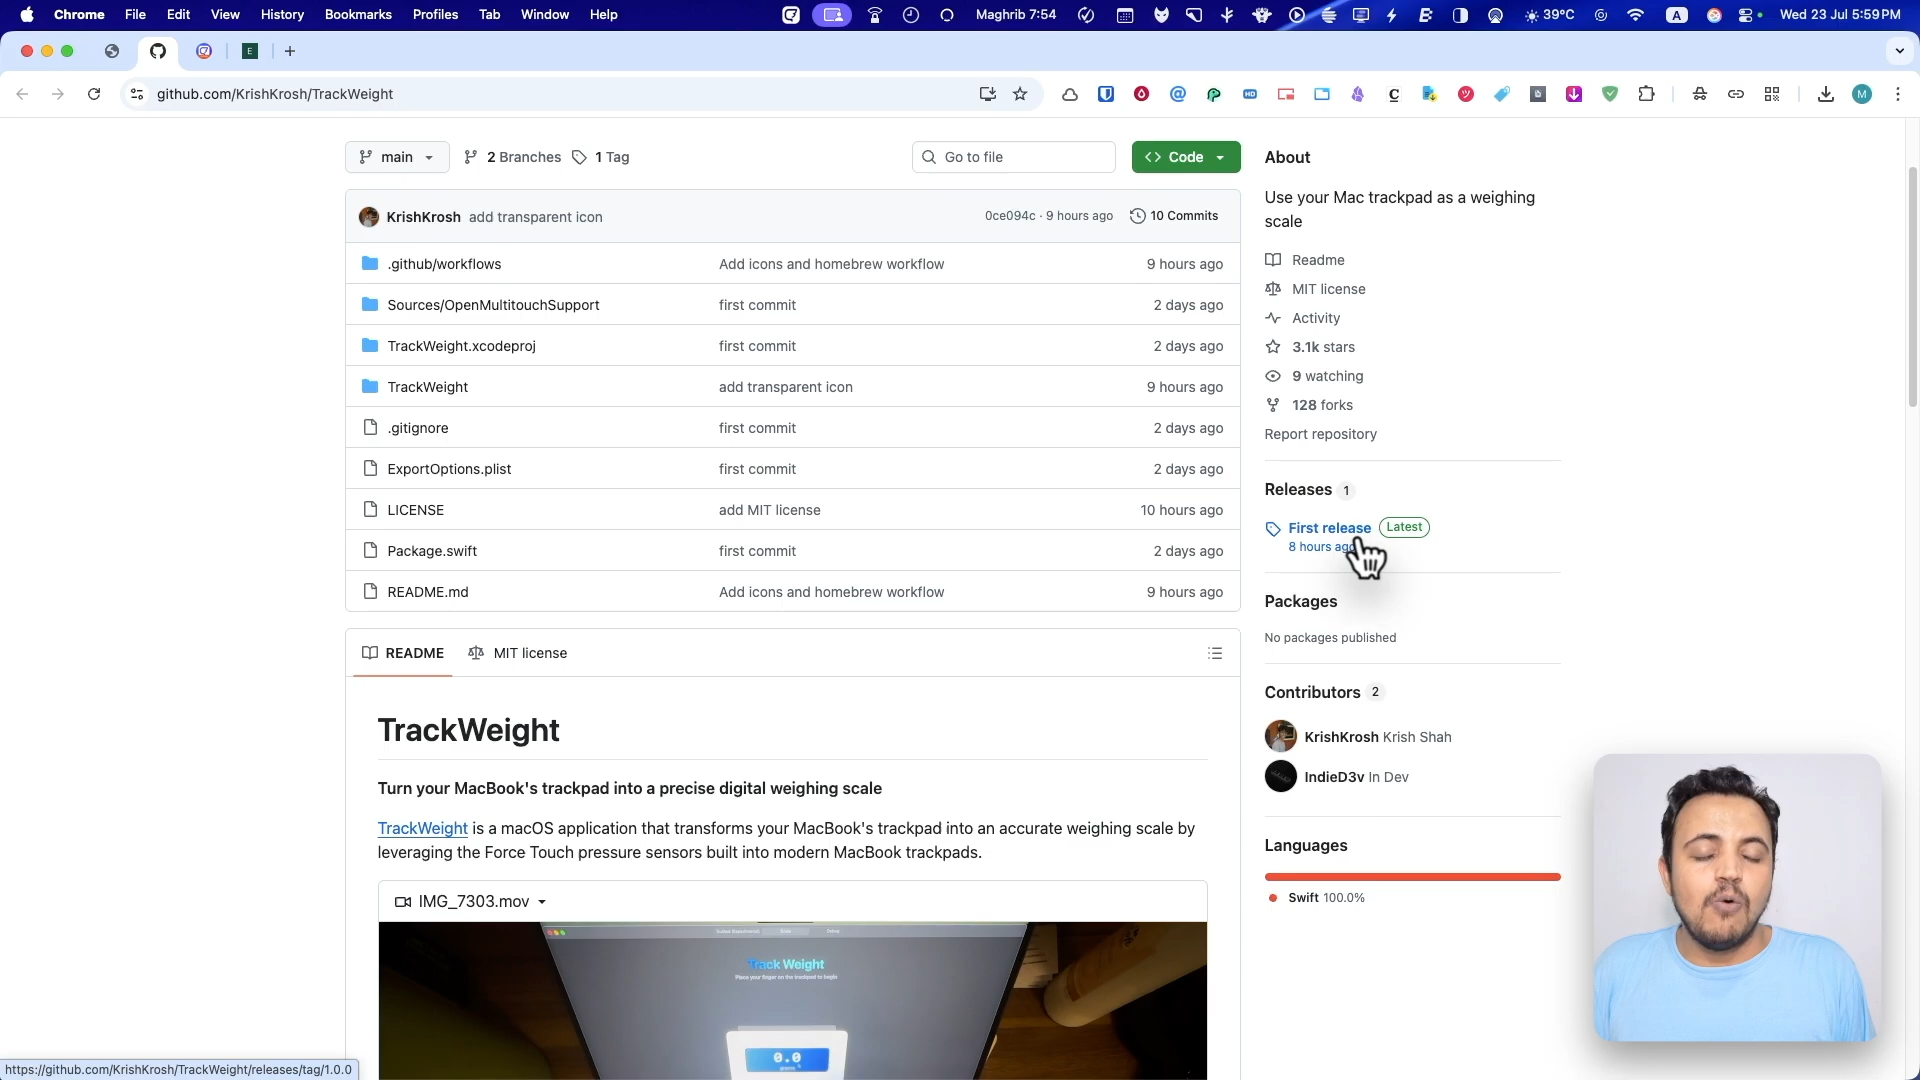 Chrome File Edit View History Bookmarks Profiles Tab Window Help Maghrib 7:54 39°C A Wed 23 Jul 5:59 PM
E
github.com/KrishKrosh/TrackWeight
M
main 2 Branches 1 Tag Go to file Code
KrishKrosh add transparent icon 0ce094c · 9 hours ago 10 Commits
.github/workflows Add icons and homebrew workflow 9 hours ago
Sources/OpenMultitouchSupport first commit 2 days ago
TrackWeight.xcodeproj first commit 2 days ago
TrackWeight add transparent icon 9 hours ago
.gitignore first commit 2 days ago
ExportOptions.plist first commit 2 days ago
LICENSE add MIT license 10 hours ago
Package.swift first commit 2 days ago
README.md Add icons and homebrew workflow 9 hours ago
README MIT license
TrackWeight
Turn your MacBook's trackpad into a precise digital weighing scale
TrackWeight is a macOS application that transforms your MacBook's trackpad into an accurate weighing scale by
leveraging the Force Touch pressure sensors built into modern MacBook trackpads.
IMG_7303.mov
Track Weight
Place your finger on the trackpad to begin
0.0
grams
About
Use your Mac trackpad as a weighing
scale
Readme
MIT license
Activity
3.1k stars
9 watching
128 forks
Report repository
Releases 1
First release Latest
8 hours ago
Packages
No packages published
Contributors 2
KrishKrosh Krish Shah
IndieD3v In Dev
Languages
Swift 100.0%
https://github.com/KrishKrosh/TrackWeight/releases/tag/1.0.0